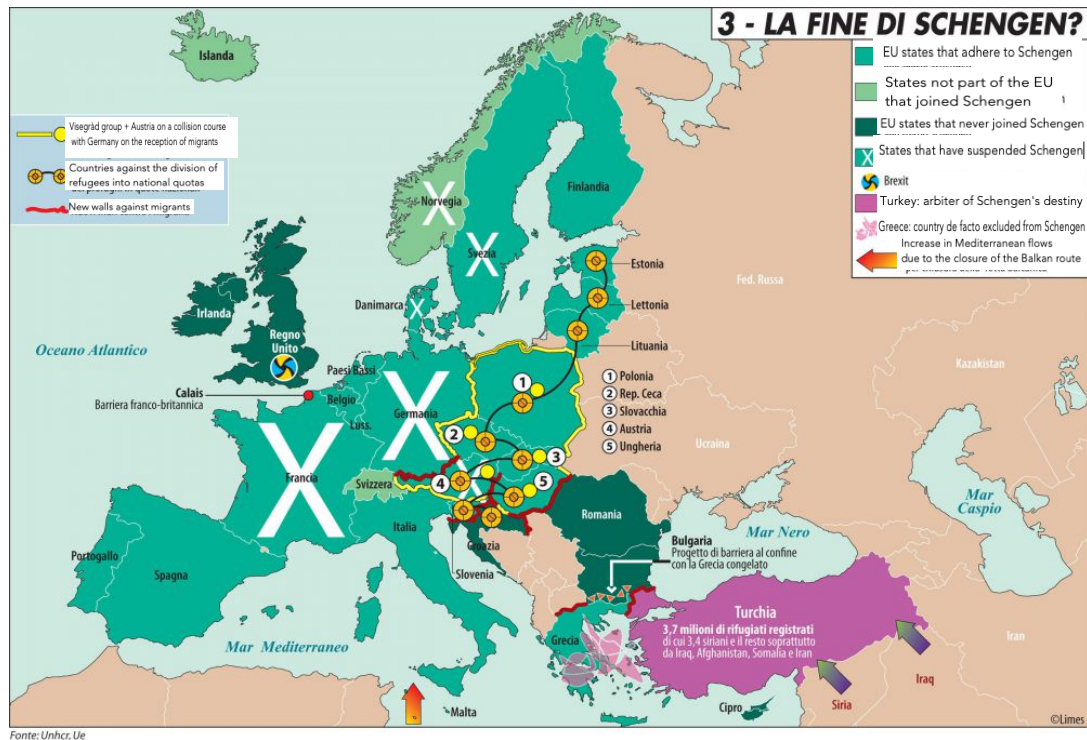 3 - LA FINE DI SCHENGEN?
EU states that adhere to Schengen
States not part of the EU
that joined Schengen
EU states that never joined Schengen
States that have suspended Schengen
Brexit
Turkey: arbiter of Schengen's destiny
Greece: country de facto excluded from Schengen
Increase in Mediterranean flows
due to the closure of the Balkan route
Visegràd group + Austria on a collision course
with Germany on the reception of migrants
Countries against the division of
refugees into national quotas
New walls against migrants
Islanda
Norvegia
Svezia
Finlandia
Estonia
Lettonia
Lituania
Danimarca
Fed. Russa
Irlanda
Regno
Unito
Oceano Atlantico
Paesi Bassi
Calais
Barriera franco-britannica
Belgio
Luss.
Germania
1 Polonia
2 Rep. Ceca
3 Slovacchia
4 Austria
5 Ungheria
1
2
3
4
5
Kazakistan
Ucraina
Francia
Svizzera
Italia
Slovenia
Croazia
Romania
Bulgaria
Progetto di barriera al confine
con la Grecia congelato
Mar Nero
Mar
Caspio
Portogallo
Spagna
Mar Mediterraneo
Grecia
Turchia
3,7 milioni di rifugiati registrati
di cui 3,4 siriani e il resto soprattutto
da Iraq, Afghanistan, Somalia e Iran
Iran
Iraq
Siria
Cipro
Malta
©Limes
Fonte: Unhcr, Ue